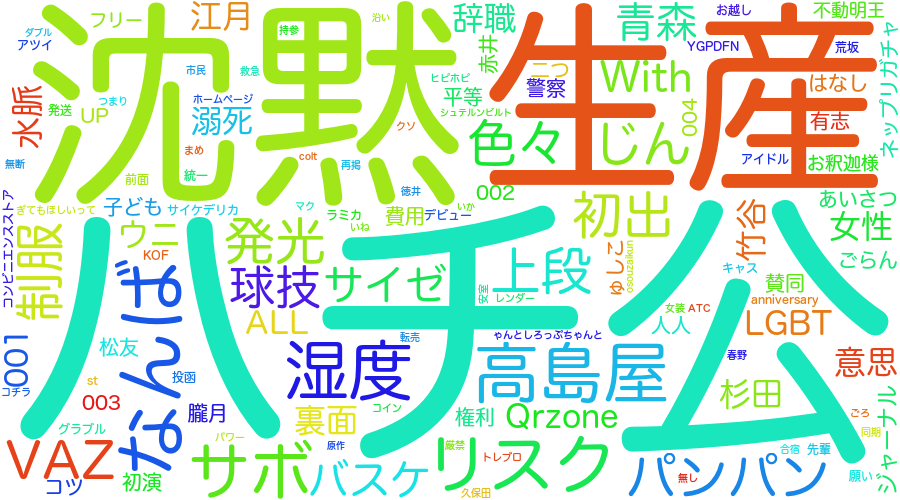 ダブル
アツイ
フリー
江月
持参
沿い
辞職
青森
お越し
不動明王
沈黙
生産
ハチ公
ム
YGPDFN
荒坂
赤井
二つ
警察
With
004
はなし
ネップリガチャ
水脈
発送
つまり
UP
市民
救急
ホームページ
溺死
ヒピホピ
平等
シュテルンビルト
色々
じん
有志
アイドル
お釈迦様
無断
まめ
クソ
colt
再掲
前面
統一
徳井
002
コンビニエンスストア
ぎてもほしいって
子ども
サイケデリカ
マク
ラミカ
費用
デビュー
いか
いね
初出
竹谷
あいさつ
女性
制服
ウニ
KOF
発光
球技
サイゼ
上段
安室
レンダー
ゆしこ
osouzaikun
キャス
賛同
ごらん
anniversary
女装
ATC
人人
LGBT
ALL
転売
ゃんとしろっぷちゃんと
春野
001
コチラ
松友
なんぱ
投函
湿度
高島屋
意思
st
003
朧月
裏面
コイン
権利
Qrzone
杉田
ごろ
同期
ジャーナル
グラブル
VAZ
コツ
初演
サボ
パワー
原作
バスケ
厳禁
トレプロ
リスク
久保田
パンパン
無し
合宿
先輩
願い